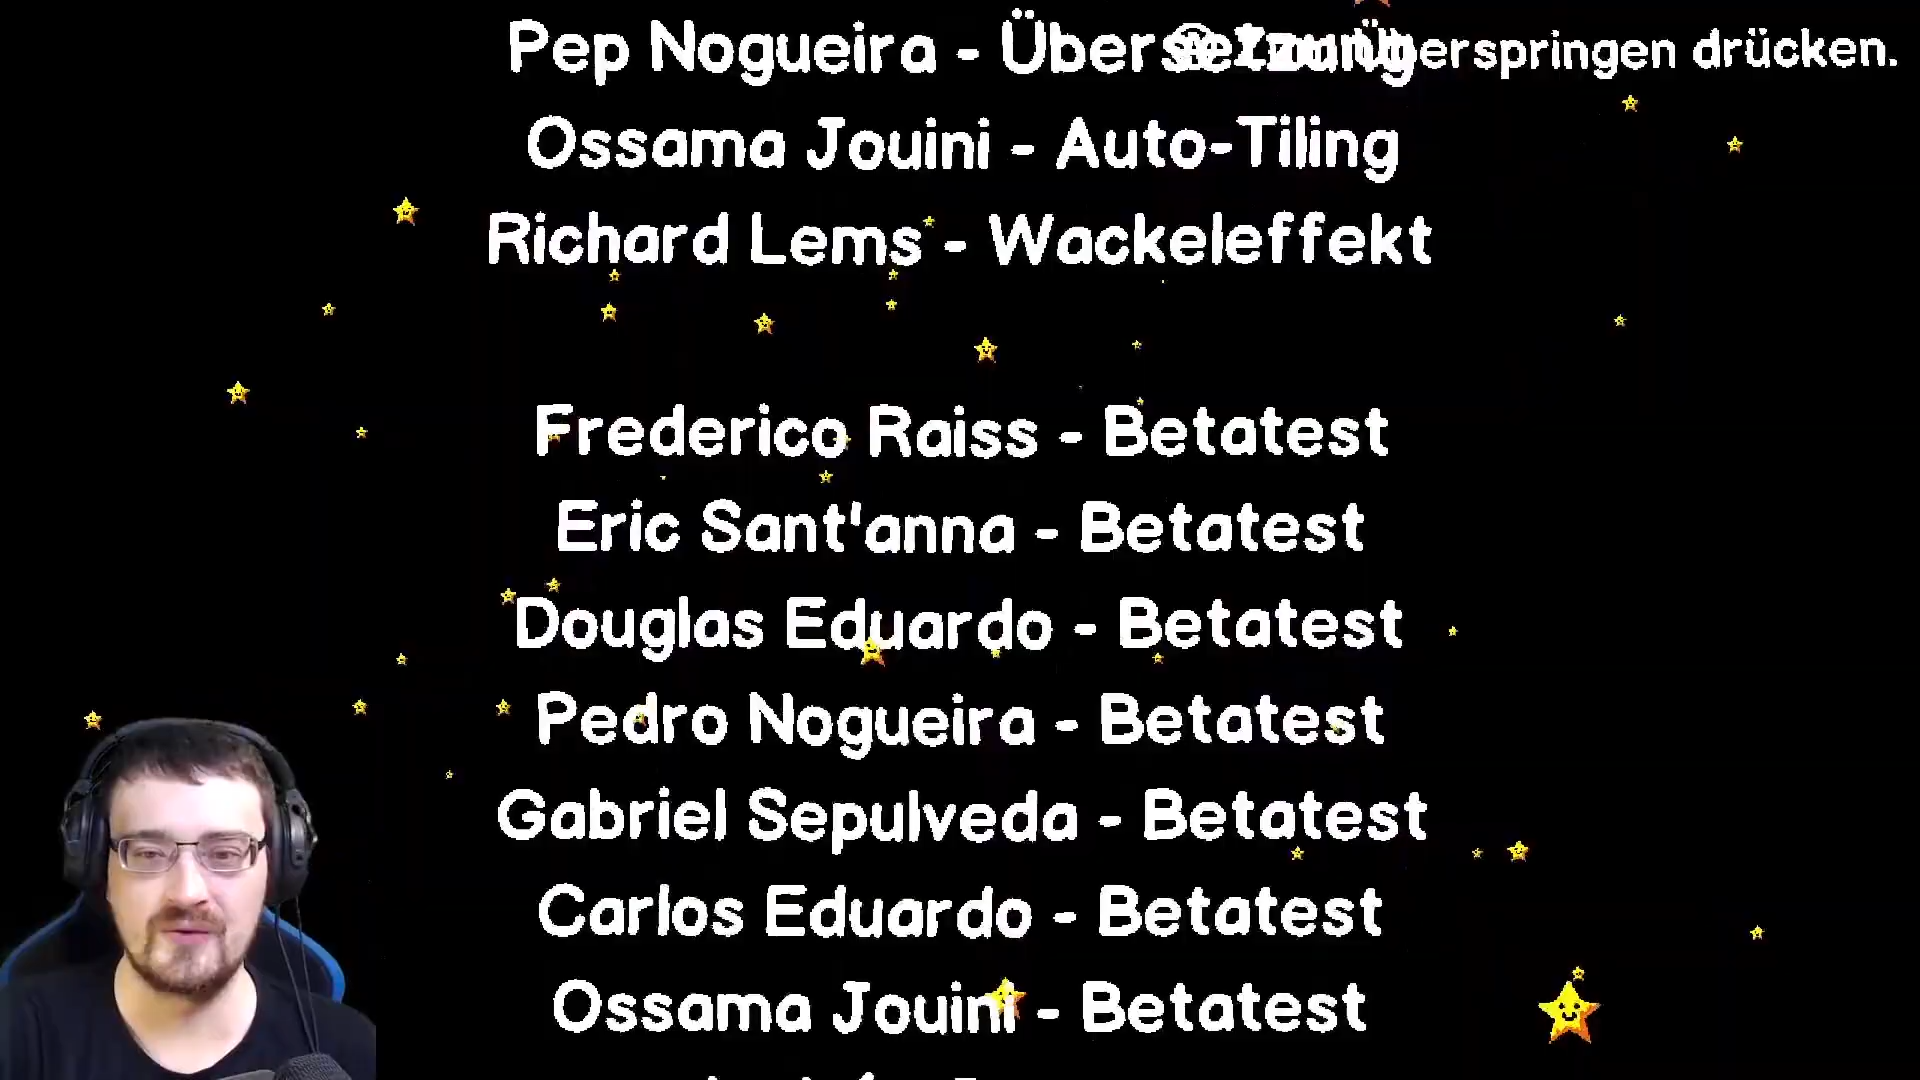 Pep Nogueira - Übersetzung
Zum Überspringen drücken.
Ossama Jouini - Auto-Tiling
Richard Lems - Wackeleffekt
Frederico Raiss - Betatest
Eric Sant'anna - Betatest
Douglas Eduardo - Betatest
Pedro Nogueira - Betatest
Gabriel Sepulveda - Betatest
Carlos Eduardo - Betatest
Ossama Jouini - Betatest